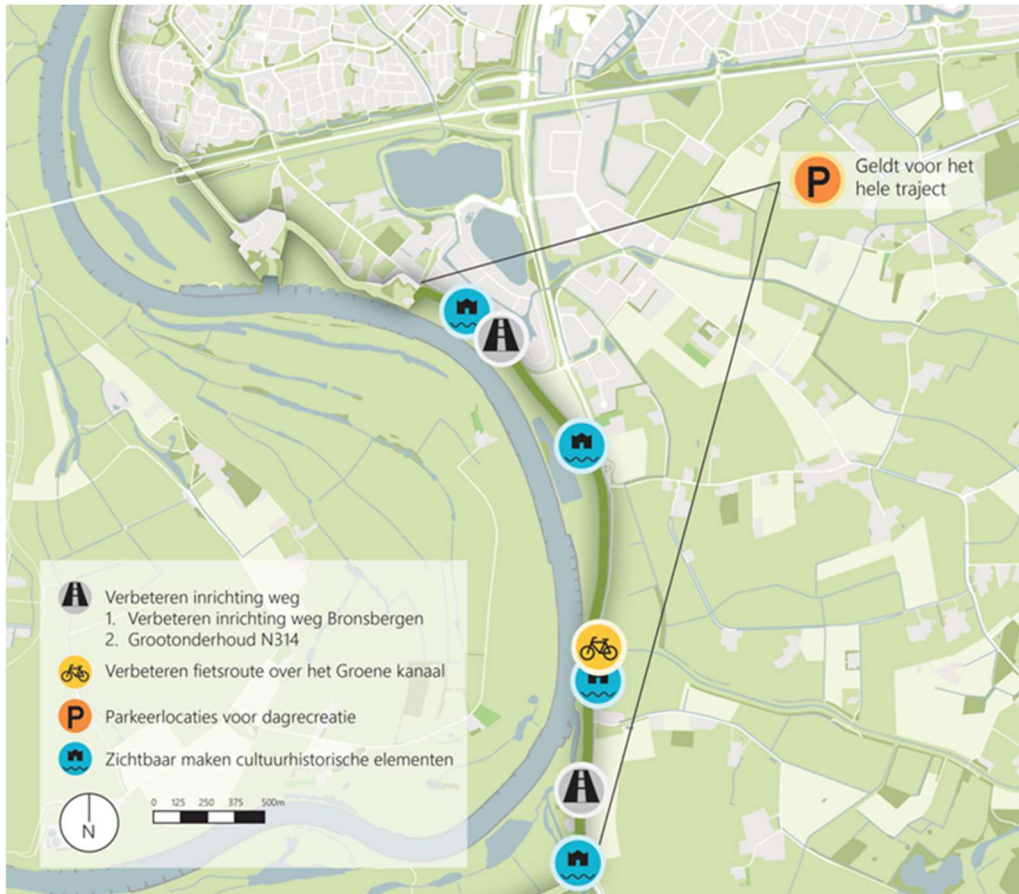 P
Geldt voor het
hele traject
Verbeteren inrichting weg
1. Verbeteren inrichting weg Bronsbergen
2. Grootonderhoud N314
Verbeteren fietsroute over het Groene kanaal
P
Parkeerlocaties voor dagrecreatie
Zichtbaar maken cultuurhistorische elementen
0 125 250 375 500m
N